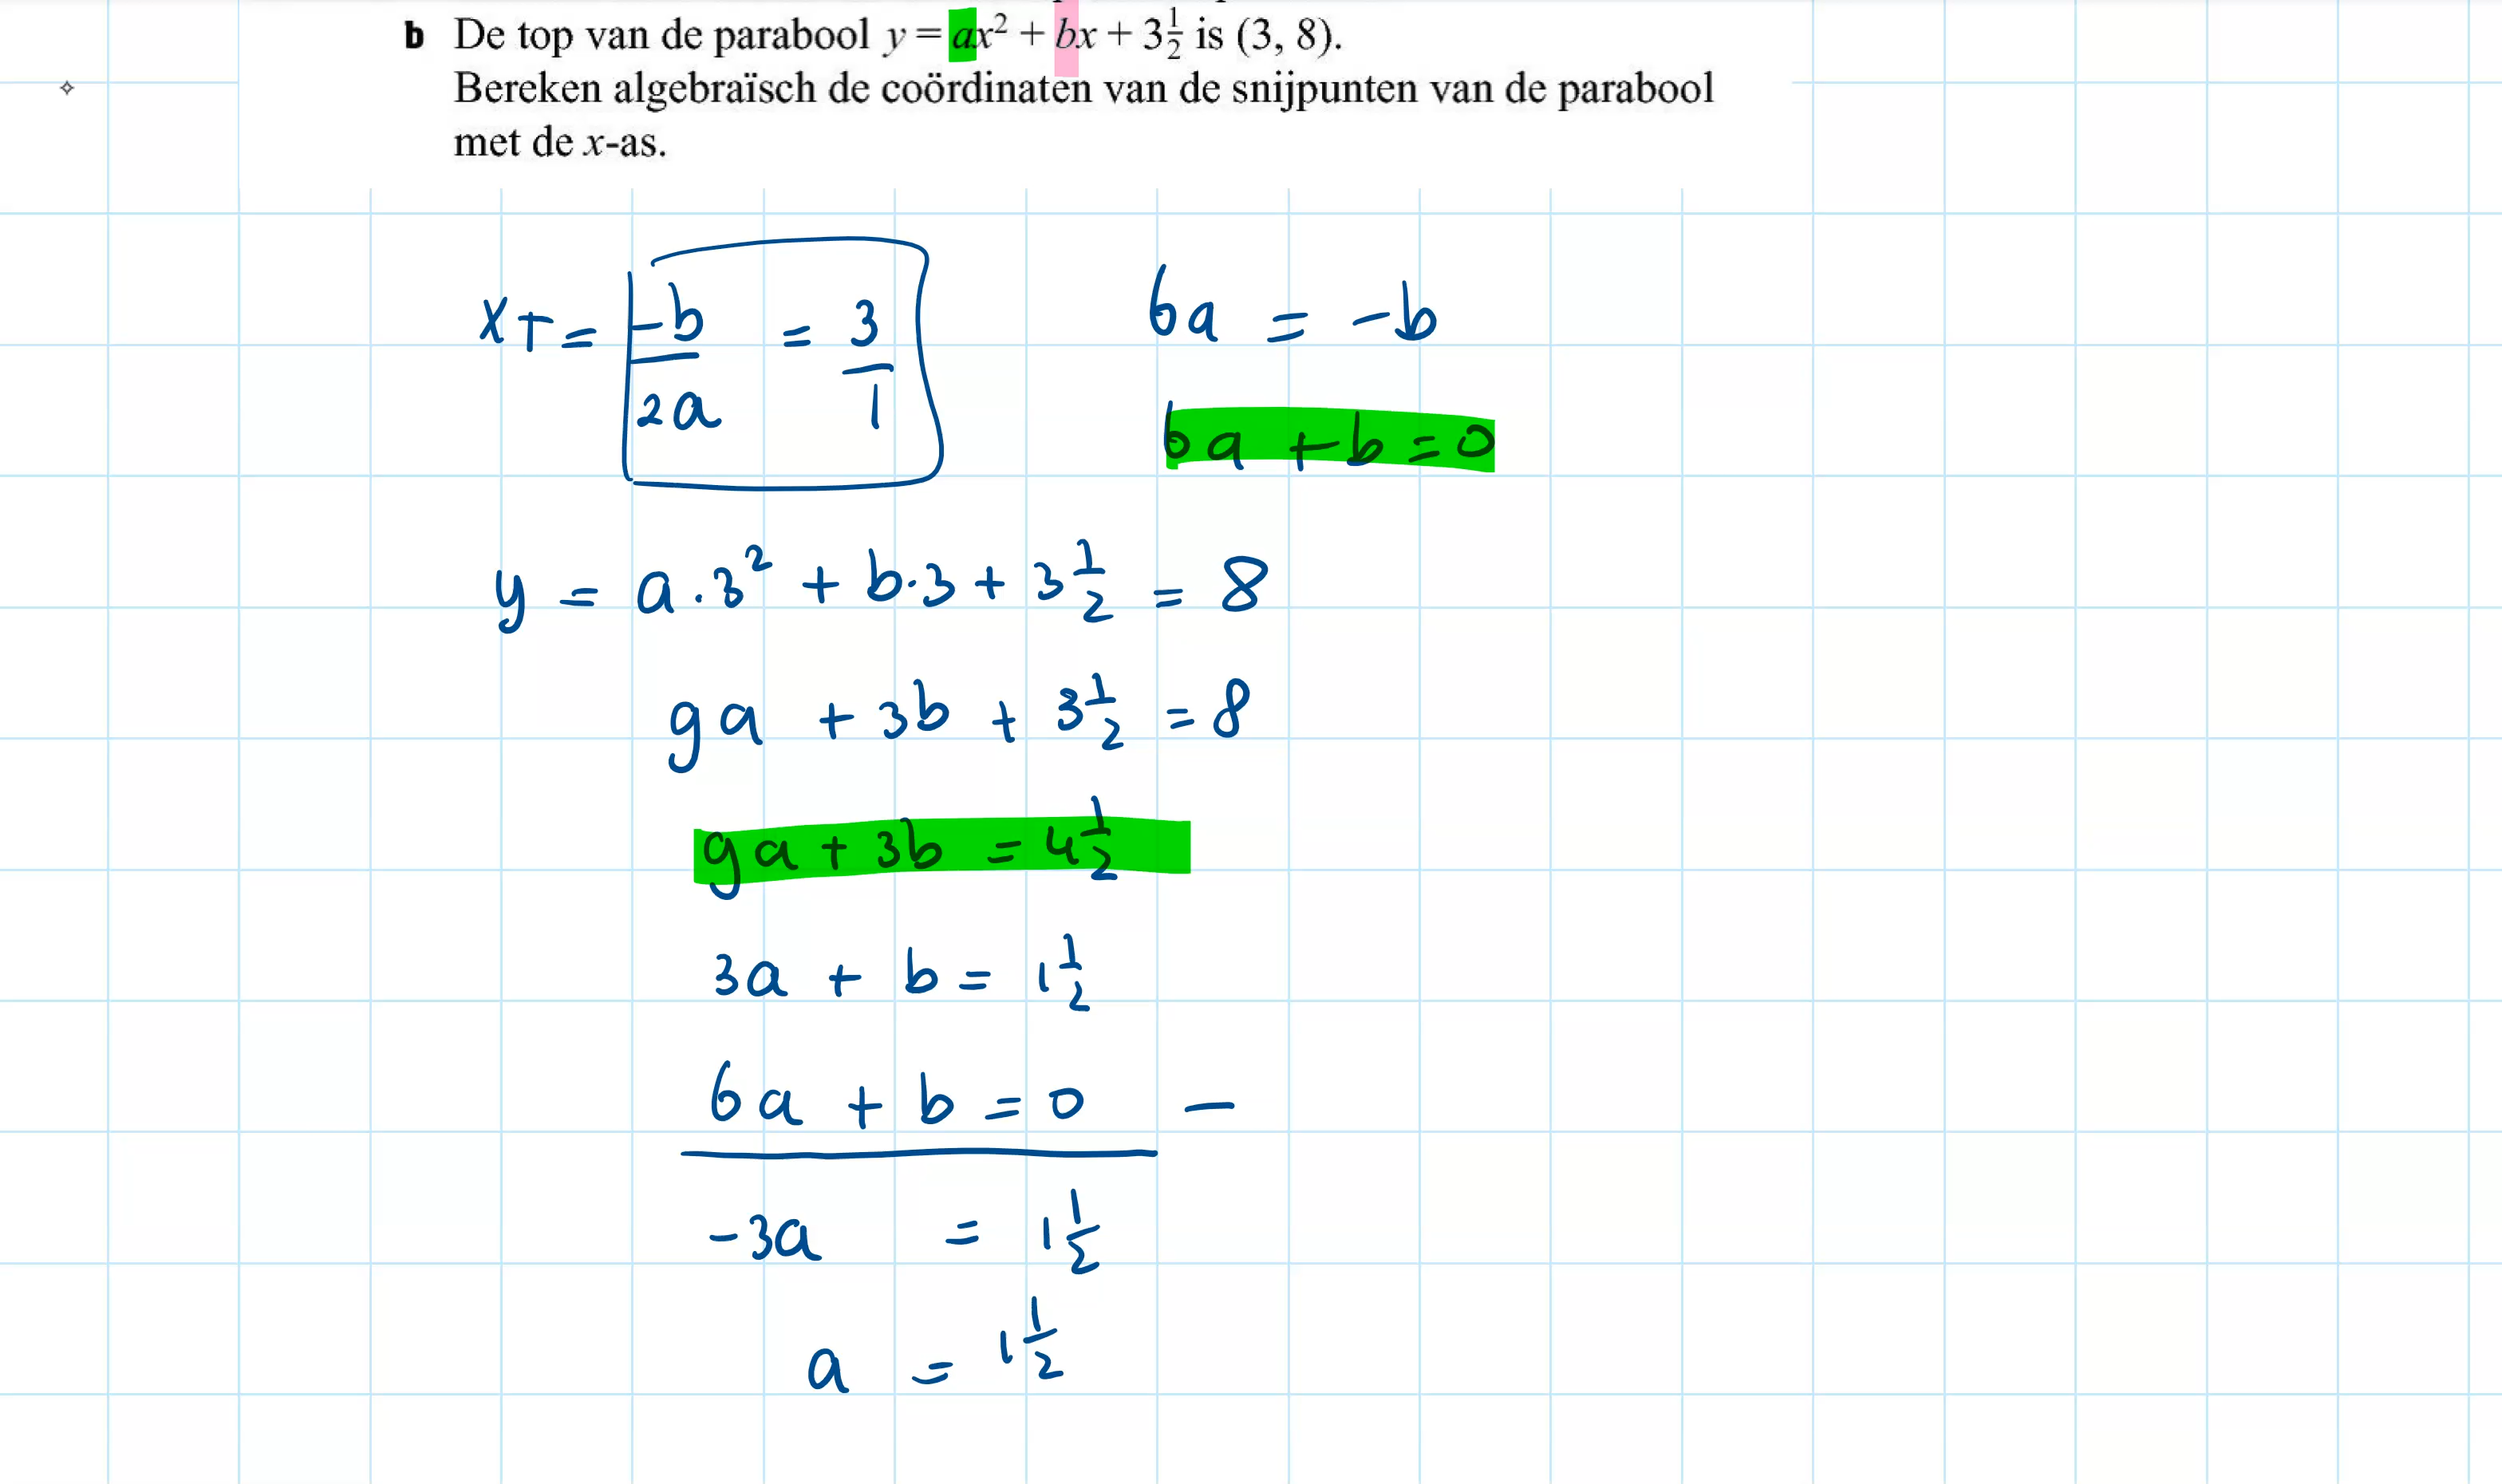 b De top van de parabool y = ax² + bx + 3½ is (3, 8).
Bereken algebraïsch de coördinaten van de snijpunten van de parabool
met de x-as.
xT = -b/2a = 3/1
6a = -b
6a + b = 0
y = a·3² + b·3 + 3½ = 8
9a + 3b + 3½ = 8
9a + 3b = 4½
3a + b = 1½
6a + b = 0 —
-3a = 1½
a = 1½